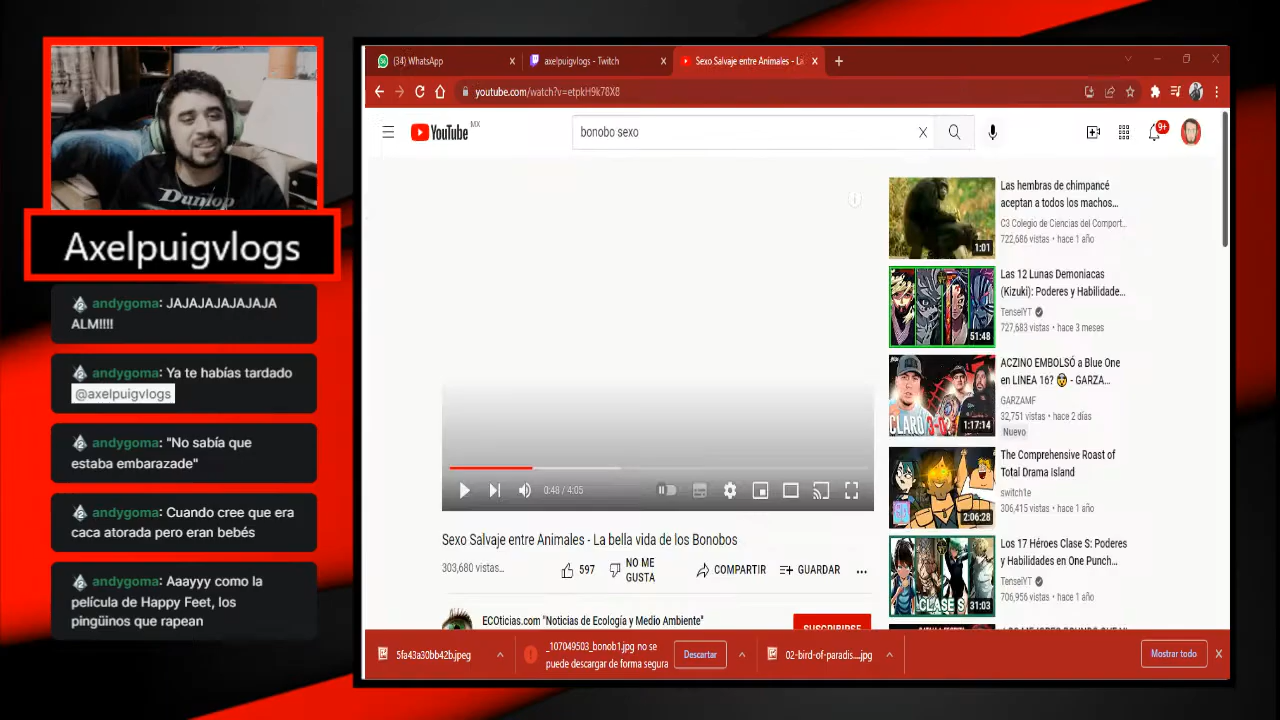 Dunlop
Axelpuigvlogs
andygoma: JAJAJAJAJAJAJA
ALM!!!!
andygoma: Ya te habías tardado
@axelpuigvlogs
andygoma: "No sabía que
estaba embarazade"
andygoma: Cuando cree que era
caca atorada pero eran bebés
andygoma: Aaayyy como la
película de Happy Feet, los
pingüinos que rapean
(34) WhatsApp
axelpuigvlogs - Twitch
Sexo Salvaje entre Animales - La
youtube.com/watch?v=etpkH9k78X8
YouTube MX
bonobo sexo
9+
0:48 / 4:05
Sexo Salvaje entre Animales - La bella vida de los Bonobos
303,680 vistas...
597
NO ME
GUSTA
COMPARTIR
GUARDAR
ECOticias.com "Noticias de Ecología y Medio Ambiente"
SUSCRIBIRSE
1:01
Las hembras de chimpancé
aceptan a todos los machos...
C3 Colegio de Ciencias del Comport...
722,686 vistas • hace 1 año
51:48
Las 12 Lunas Demoniacas
(Kizuki): Poderes y Habilidade...
TenseiYT
727,683 vistas • hace 3 meses
CLARO 3-0
1:17:14
ACZINO EMBOLSÓ a Blue One
en LINEA 16? 🤯 - GARZA...
GARZAMF
32,751 vistas • hace 2 días
Nuevo
2:06:28
The Comprehensive Roast of
Total Drama Island
switch1e
306,415 vistas • hace 1 año
CLASE S
31:03
Los 17 Héroes Clase S: Poderes
y Habilidades en One Punch...
TenseiYT
706,956 vistas • hace 1 año
5fa43a30bb42b.jpeg
_107049503_bonob1.jpg no se
puede descargar de forma segura
Descartar
02-bird-of-paradis....jpg
Mostrar todo